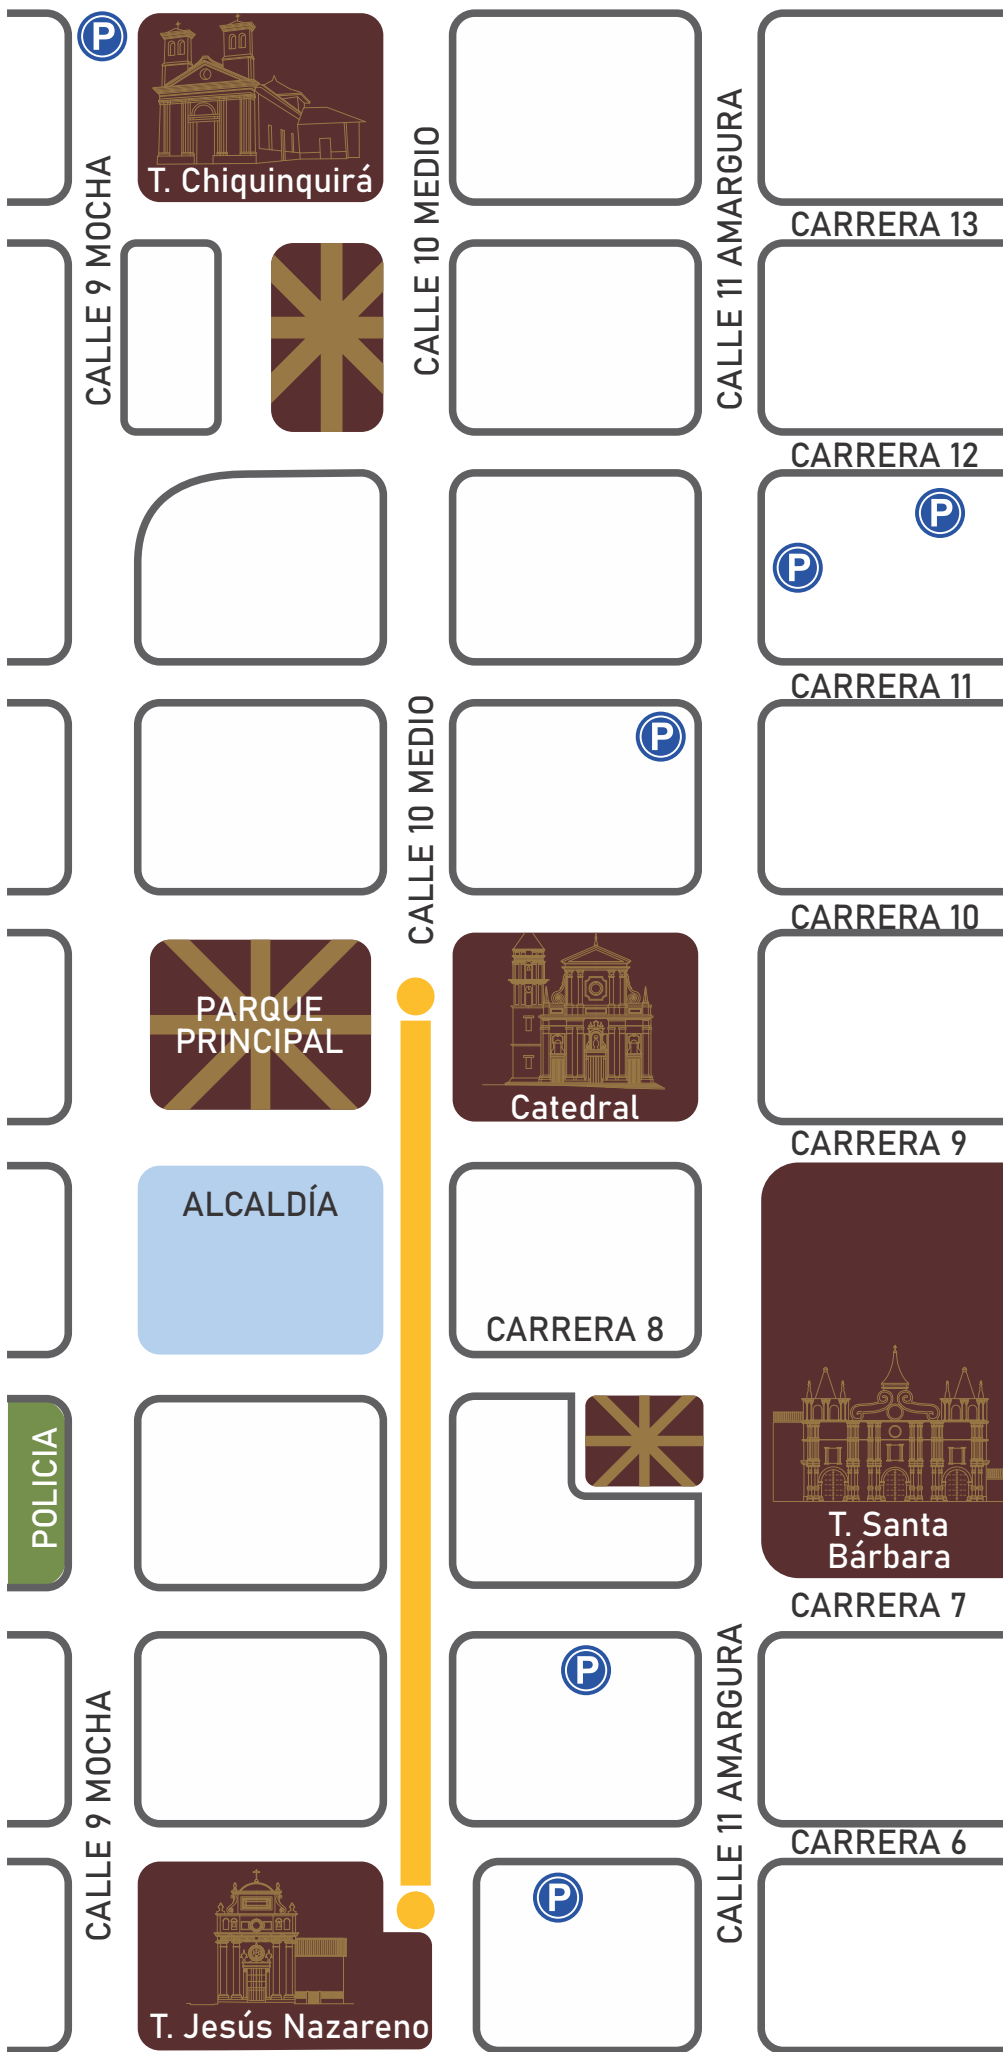 P
T. Chiquinquirá
CALLE 9 MOCHA
CALLE 10 MEDIO
CALLE 11 AMARGURA
CARRERA 13
CARRERA 12
P
P
CARRERA 11
CALLE 10 MEDIO
P
CARRERA 10
PARQUE
PRINCIPAL
Catedral
CARRERA 9
ALCALDÍA
CARRERA 8
POLICIA
T. Santa
Bárbara
CARRERA 7
P
CALLE 9 MOCHA
CALLE 11 AMARGURA
CARRERA 6
P
T. Jesús Nazareno